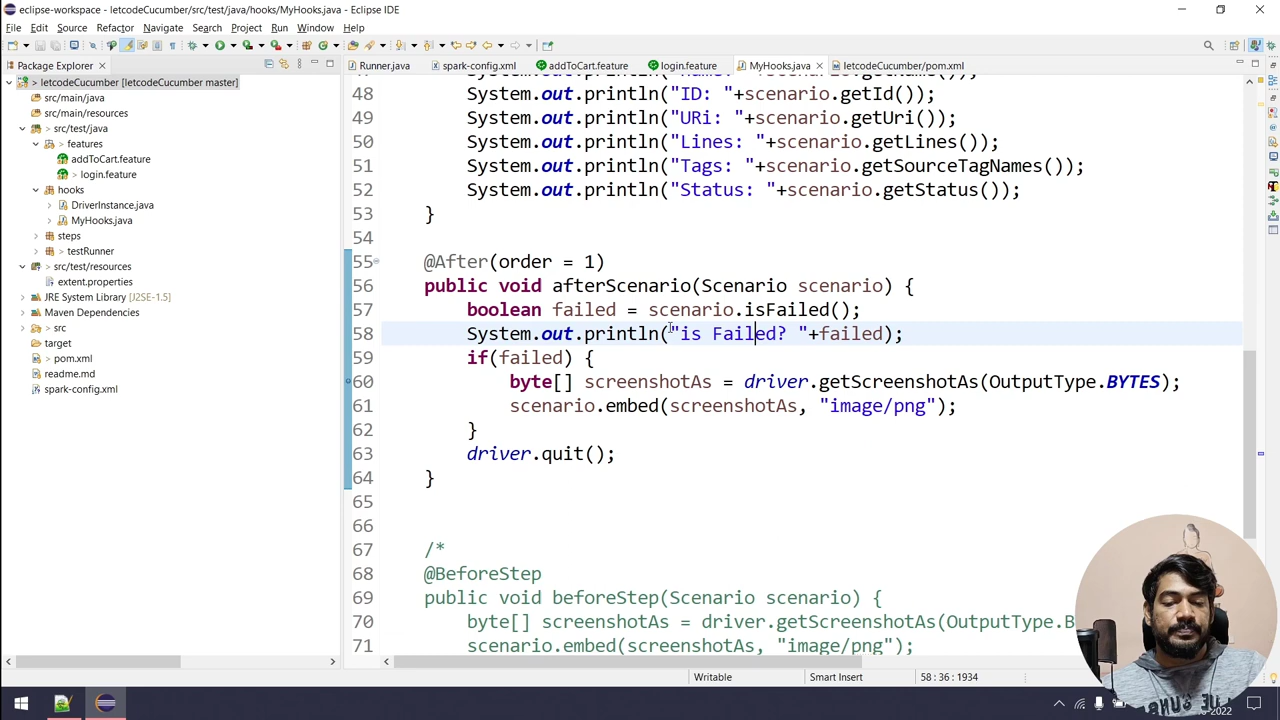 eclipse-workspace - letcodeCucumber/src/test/java/hooks/MyHooks.java - Eclipse IDE
File Edit Source Refactor Navigate Search Project Run Window Help
Package Explorer
Runner.java
spark-config.xml
addToCart.feature
login.feature
MyHooks.java
letcodeCucumber/pom.xml
> letcodeCucumber [letcodeCucumber master]
src/main/java
src/main/resources
> src/test/java
> features
addToCart.feature
> login.feature
> hooks
> DriverInstance.java
> MyHooks.java
> steps
> testRunner
> src/test/resources
extent.properties
JRE System Library [J2SE-1.5]
Maven Dependencies
> src
> target
> pom.xml
readme.md
spark-config.xml
48 System.out.println("ID: "+scenario.getId());
49 System.out.println("URi: "+scenario.getUri());
50 System.out.println("Lines: "+scenario.getLines());
51 System.out.println("Tags: "+scenario.getSourceTagNames());
52 System.out.println("Status: "+scenario.getStatus());
53 }
54
55 @After(order = 1)
56 public void afterScenario(Scenario scenario) {
57 boolean failed = scenario.isFailed();
58 System.out.println("is Failed? "+failed);
59 if(failed) {
60 byte[] screenshotAs = driver.getScreenshotAs(OutputType.BYTES);
61 scenario.embed(screenshotAs, "image/png");
62 }
63 driver.quit();
64 }
65
66
67 /*
68 @BeforeStep
69 public void beforeStep(Scenario scenario) {
70 byte[] screenshotAs = driver.getScreenshotAs(OutputType.B
71 scenario.embed(screenshotAs, "image/png");
Writable
Smart Insert
58 : 36 : 1934